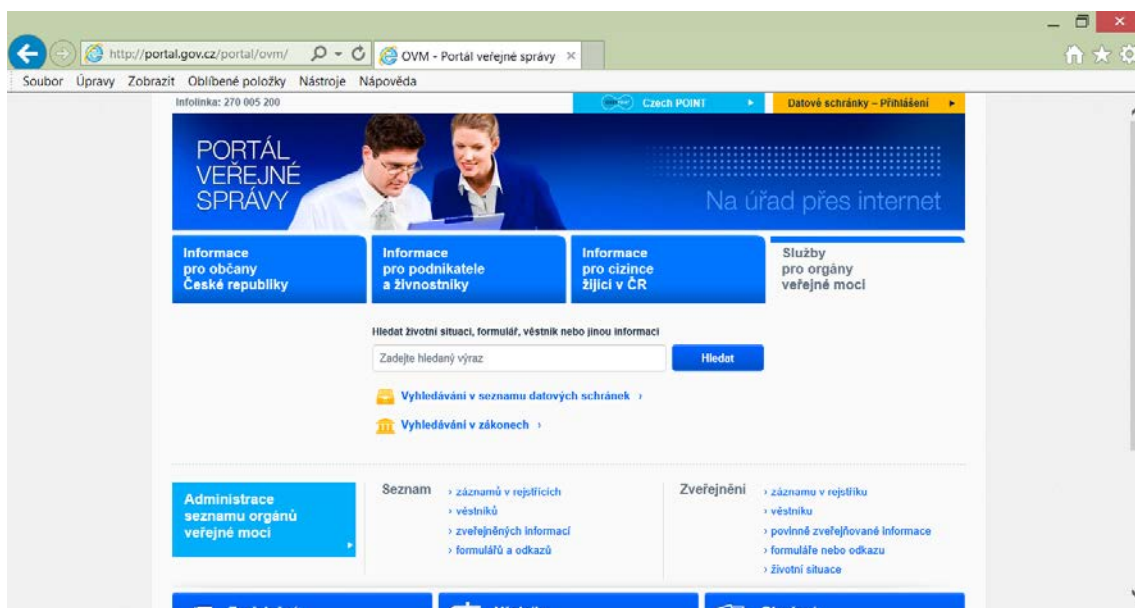 http://portal.gov.cz/portal/ovm/
OVM - Portál veřejné správy
Soubor Úpravy Zobrazit Oblíbené položky Nástroje Nápověda
Infolinka: 270 005 200
Czech POINT
Datové schránky – Přihlášení
PORTÁL
VEŘEJNÉ
SPRÁVY
Na úřad přes internet
Informace
pro občany
České republiky
Informace
pro podnikatele
a živnostníky
Informace
pro cizince
žijící v ČR
Služby
pro orgány
veřejné moci
Hledat životní situaci, formulář, věstník nebo jinou informaci
Zadejte hledaný výraz
Hledat
Vyhledávání v seznamu datových schránek ›
Vyhledávání v zákonech ›
Administrace
seznamu orgánů
veřejné moci
Seznam
› záznamů v rejstřících
› věstníků
› zveřejněných informací
› formulářů a odkazů
Zveřejnění
› záznamu v rejstříku
› věstníku
› povinně zveřejňované informace
› formuláře nebo odkazu
› životní situace